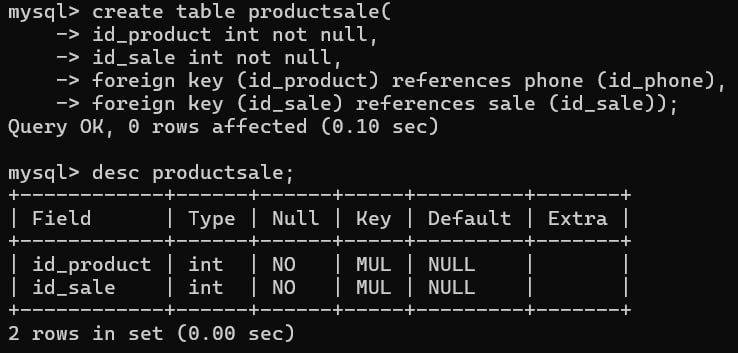 mysql> create table productsale(
    -> id_product int not null,
    -> id_sale int not null,
    -> foreign key (id_product) references phone (id_phone),
    -> foreign key (id_sale) references sale (id_sale));
Query OK, 0 rows affected (0.10 sec)

mysql> desc productsale;
+------------+------+------+-----+---------+-------+
| Field      | Type | Null | Key | Default | Extra |
+------------+------+------+-----+---------+-------+
| id_product | int  | NO   | MUL | NULL    |       |
| id_sale    | int  | NO   | MUL | NULL    |       |
+------------+------+------+-----+---------+-------+
2 rows in set (0.00 sec)